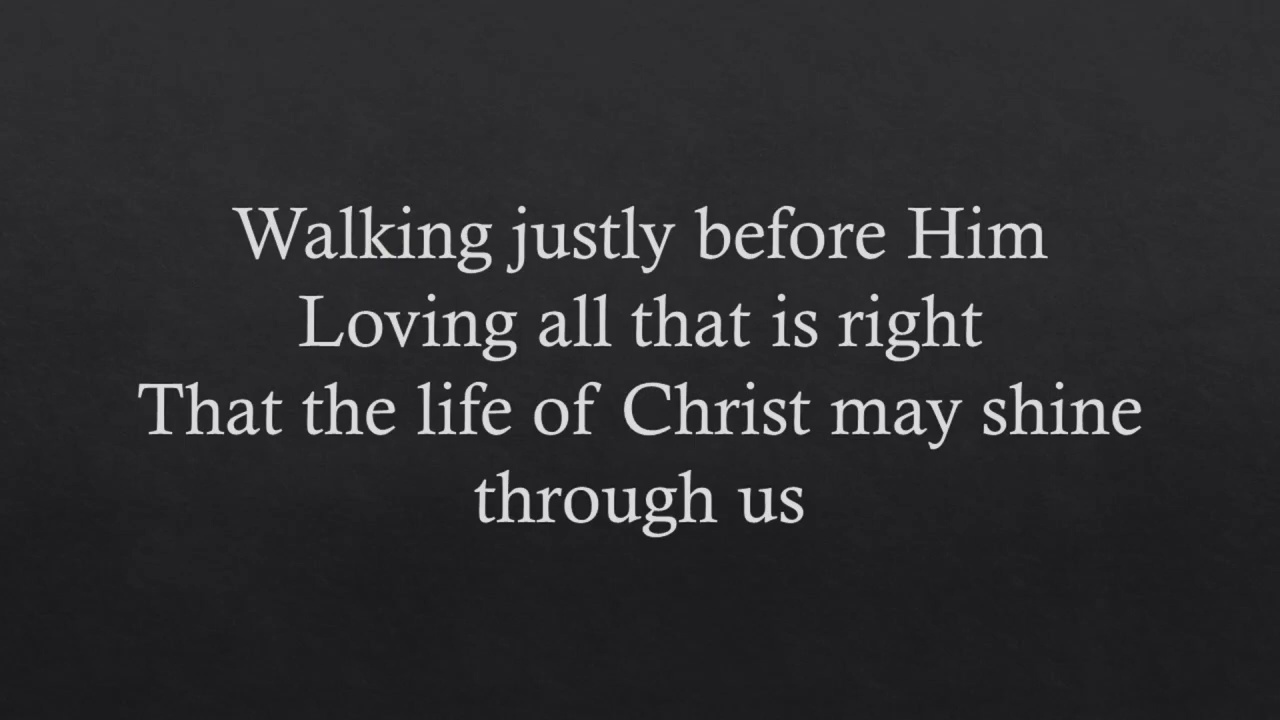 Walking justly before Him
Loving all that is right
That the life of Christ may shine
through us